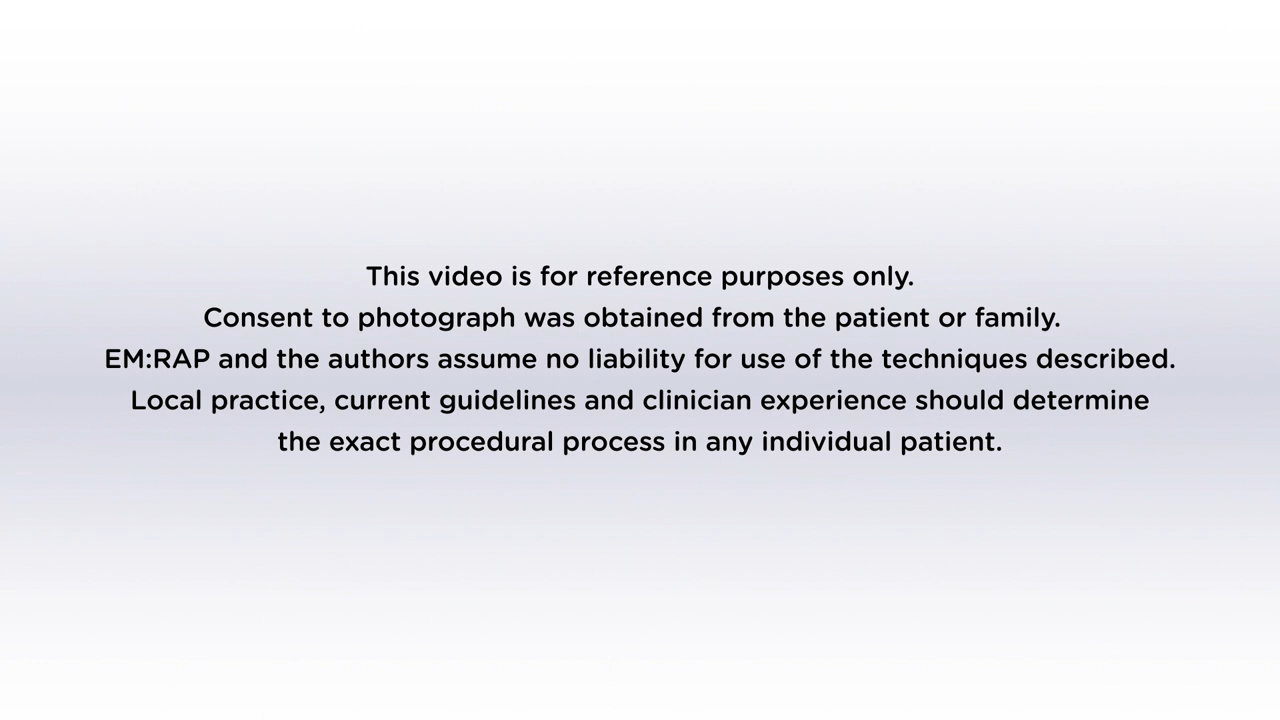 This video is for reference purposes only.
Consent to photograph was obtained from the patient or family.
EM:RAP and the authors assume no liability for use of the techniques described.
Local practice, current guidelines and clinician experience should determine
the exact procedural process in any individual patient.